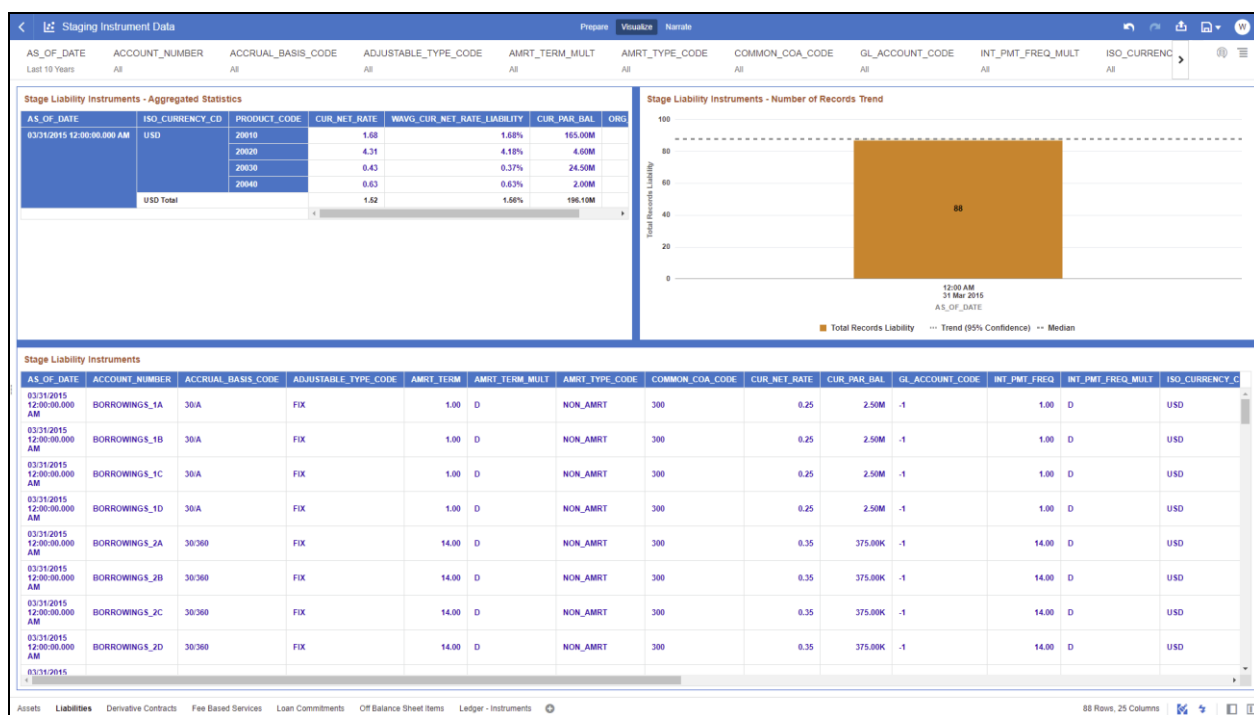 Staging Instrument Data Prepare Visualize Narrate W
AS_OF_DATE ACCOUNT_NUMBER ACCRUAL_BASIS_CODE ADJUSTABLE_TYPE_CODE AMRT_TERM_MULT AMRT_TYPE_CODE COMMON_COA_CODE GL_ACCOUNT_CODE INT_PMT_FREQ_MULT ISO_CURRENC
Last 10 Years All All All All All All All All All
Stage Liability Instruments - Aggregated Statistics
AS_OF_DATE ISO_CURRENCY_CD PRODUCT_CODE CUR_NET_RATE WAVG_CUR_NET_RATE_LIABILITY CUR_PAR_BAL ORG
03/31/2015 12:00:00.000 AM USD 20010 1.68 1.68% 165.00M
20020 4.31 4.18% 4.60M
20030 0.43 0.37% 24.50M
20040 0.63 0.63% 2.00M
USD Total 1.52 1.56% 196.10M
Stage Liability Instruments - Number of Records Trend
100
80
60
40
20
0
Total Records Liability
88
12:00 AM
31 Mar 2015
AS_OF_DATE
Total Records Liability Trend (95% Confidence) Median
Stage Liability Instruments
AS_OF_DATE ACCOUNT_NUMBER ACCRUAL_BASIS_CODE ADJUSTABLE_TYPE_CODE AMRT_TERM AMRT_TERM_MULT AMRT_TYPE_CODE COMMON_COA_CODE CUR_NET_RATE CUR_PAR_BAL GL_ACCOUNT_CODE INT_PMT_FREQ INT_PMT_FREQ_MULT ISO_CURRENCY_C
03/31/2015
12:00:00.000 BORROWINGS_1A 30/A FIX 1.00 D NON_AMRT 300 0.25 2.50M -1 1.00 D USD
AM
03/31/2015
12:00:00.000 BORROWINGS_1B 30/A FIX 1.00 D NON_AMRT 300 0.25 2.50M -1 1.00 D USD
AM
03/31/2015
12:00:00.000 BORROWINGS_1C 30/A FIX 1.00 D NON_AMRT 300 0.25 2.50M -1 1.00 D USD
AM
03/31/2015
12:00:00.000 BORROWINGS_1D 30/A FIX 1.00 D NON_AMRT 300 0.25 2.50M -1 1.00 D USD
AM
03/31/2015
12:00:00.000 BORROWINGS_2A 30/360 FIX 14.00 D NON_AMRT 300 0.35 375.00K -1 14.00 D USD
AM
03/31/2015
12:00:00.000 BORROWINGS_2B 30/360 FIX 14.00 D NON_AMRT 300 0.35 375.00K -1 14.00 D USD
AM
03/31/2015
12:00:00.000 BORROWINGS_2C 30/360 FIX 14.00 D NON_AMRT 300 0.35 375.00K -1 14.00 D USD
AM
03/31/2015
12:00:00.000 BORROWINGS_2D 30/360 FIX 14.00 D NON_AMRT 300 0.35 375.00K -1 14.00 D USD
AM
03/31/2015
Assets Liabilities Derivative Contracts Fee Based Services Loan Commitments Off Balance Sheet Items Ledger - Instruments 88 Rows, 25 Columns